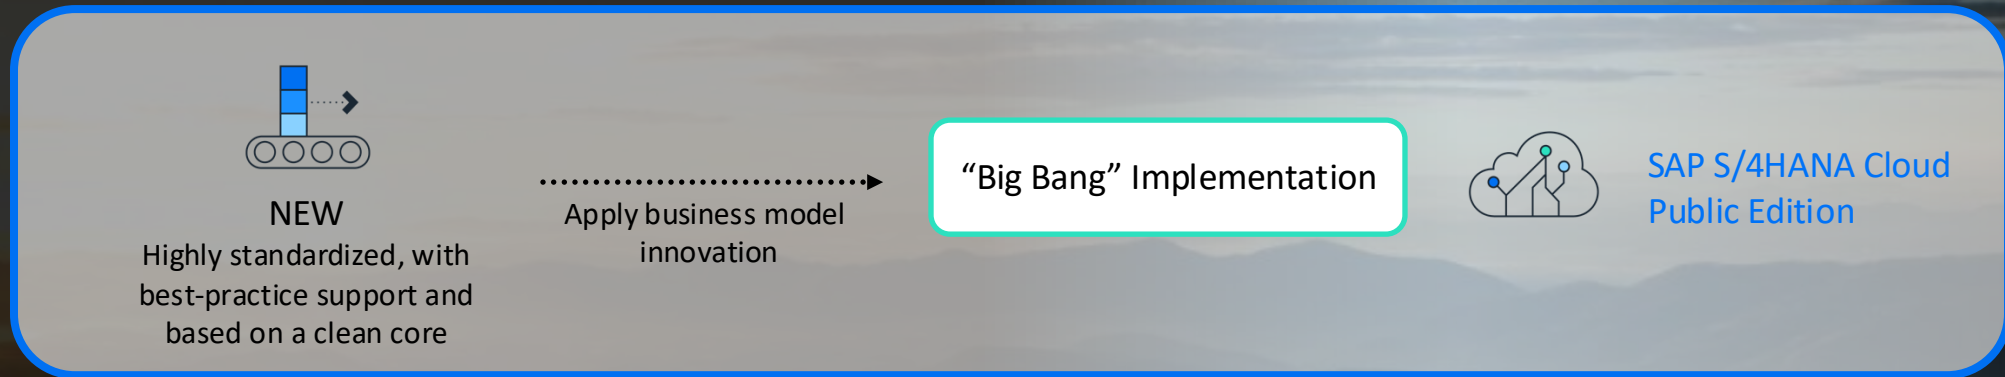 NEW
Highly standardized, with
best-practice support and
based on a clean core
Apply business model
innovation
“Big Bang” Implementation
SAP S/4HANA Cloud
Public Edition